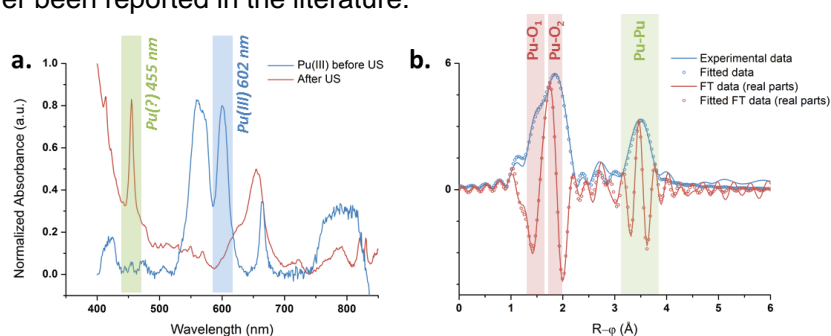 er been reported in the literature.
a.
Pu(?) 455 nm
Pu(III) 602 nm
Pu(III) before US
After US
Normalized Absorbance (a.u.)
1.0
0.8
0.6
0.4
0.2
0.0
400
500
600
700
800
Wavelength (nm)
b.
Pu-O1
Pu-O2
Pu-Pu
Experimental data
Fitted data
FT data (real parts)
Fitted FT data (real parts)
6
0
0
1
2
3
4
5
6
R–φ (Å)